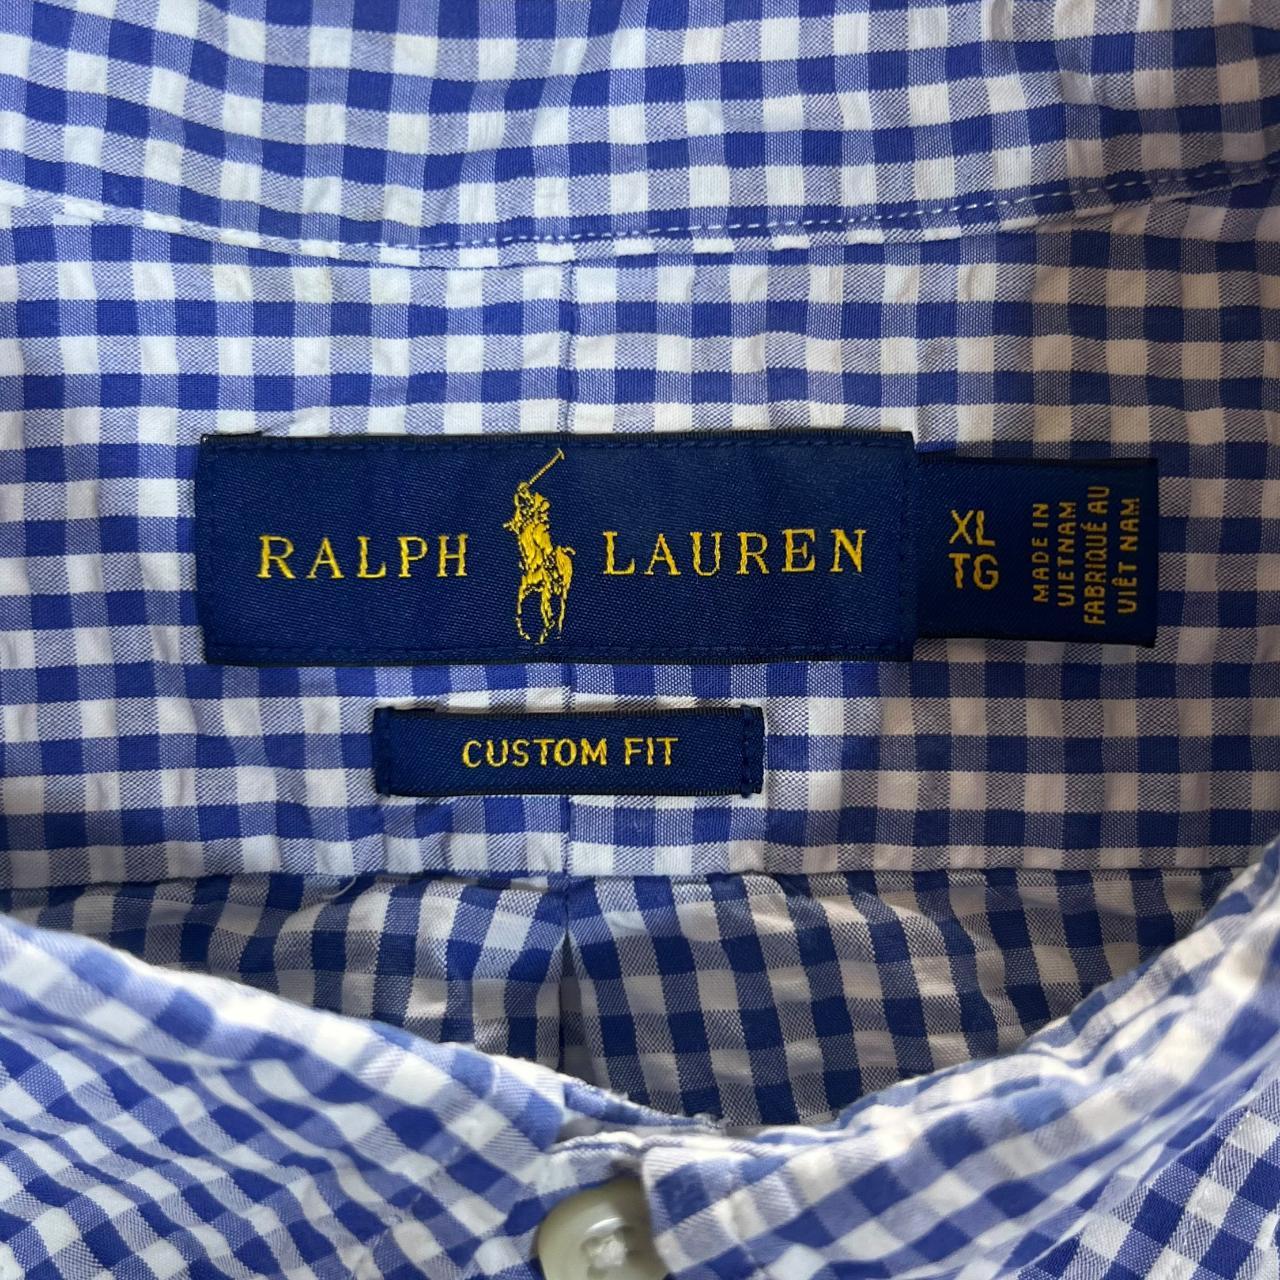 RALPH LAUREN
XL
TG
MADE IN
VIETNAM
FABRIQUÉ AU
VIÊT NAM
CUSTOM FIT